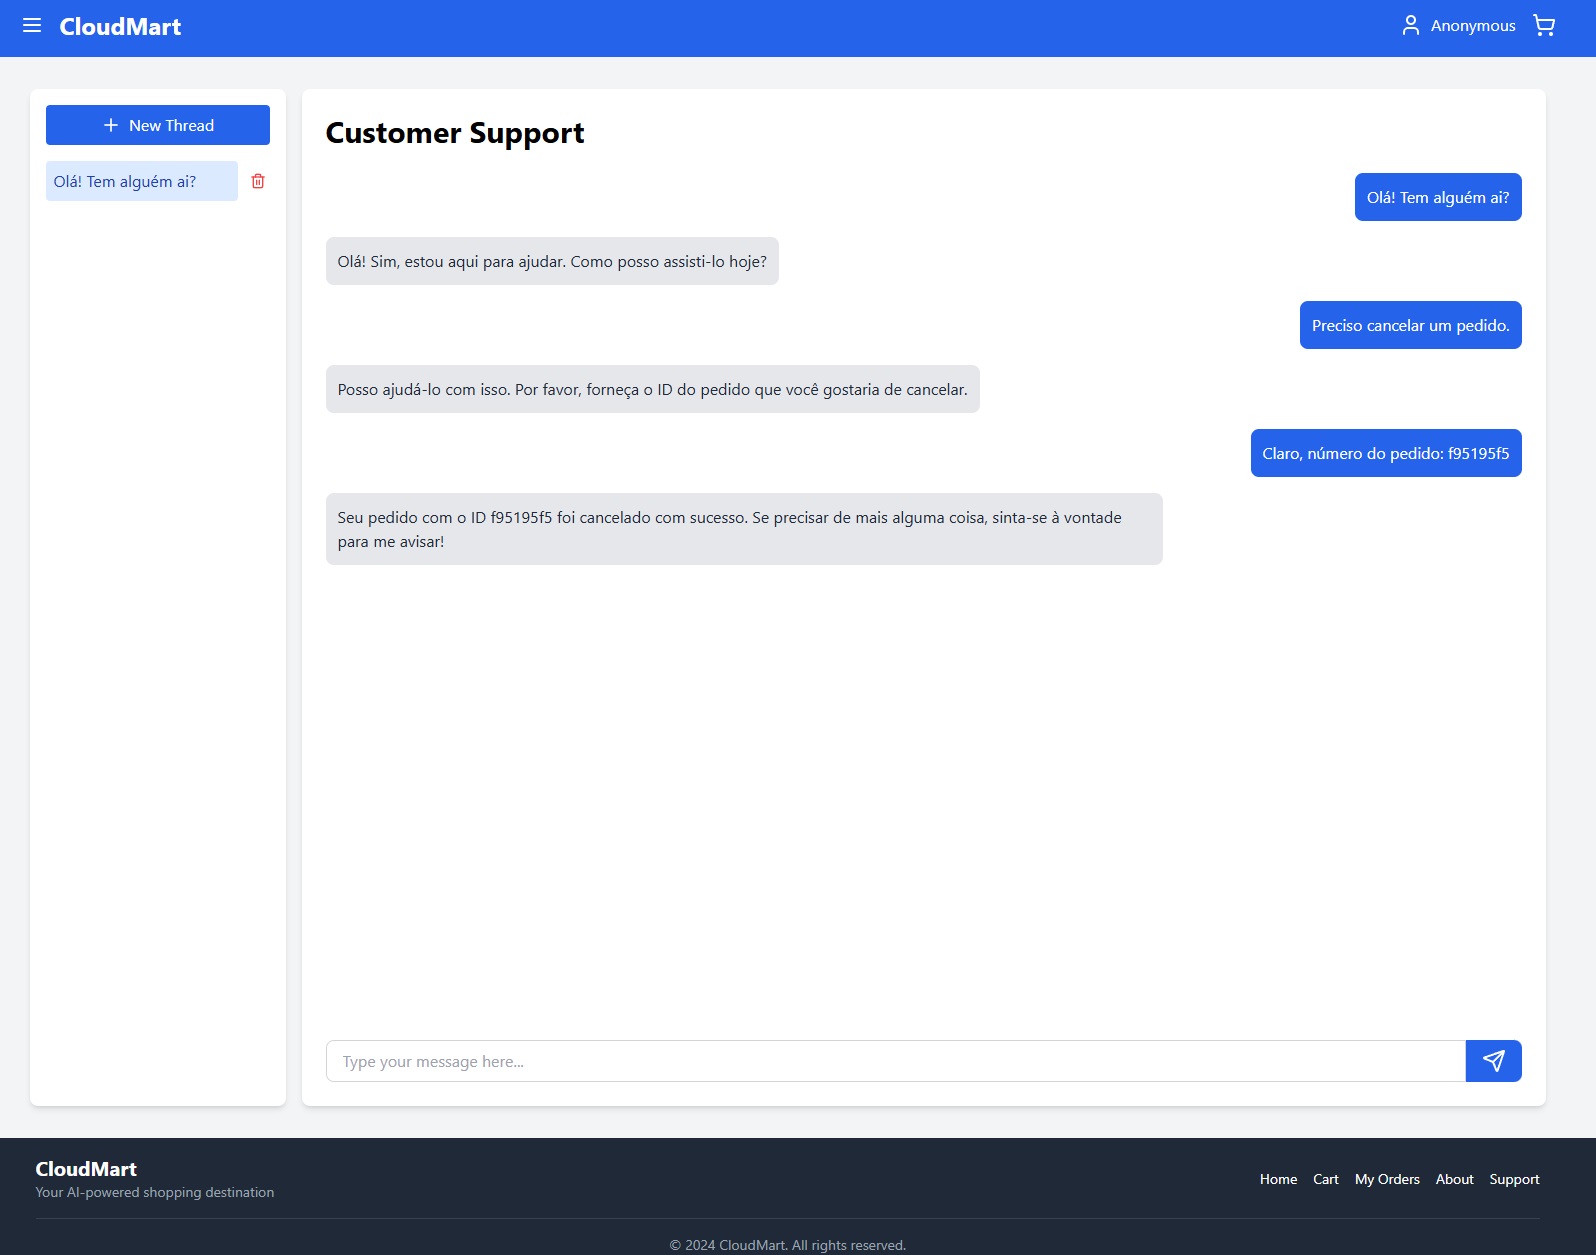 CloudMart
Anonymous
New Thread
Olá! Tem alguém ai?
Customer Support
Olá! Tem alguém ai?
Olá! Sim, estou aqui para ajudar. Como posso assisti-lo hoje?
Preciso cancelar um pedido.
Posso ajudá-lo com isso. Por favor, forneça o ID do pedido que você gostaria de cancelar.
Claro, número do pedido: f95195f5
Seu pedido com o ID f95195f5 foi cancelado com sucesso. Se precisar de mais alguma coisa, sinta-se à vontade
para me avisar!
Type your message here...
CloudMart
Your AI-powered shopping destination
Home Cart My Orders About Support
© 2024 CloudMart. All rights reserved.